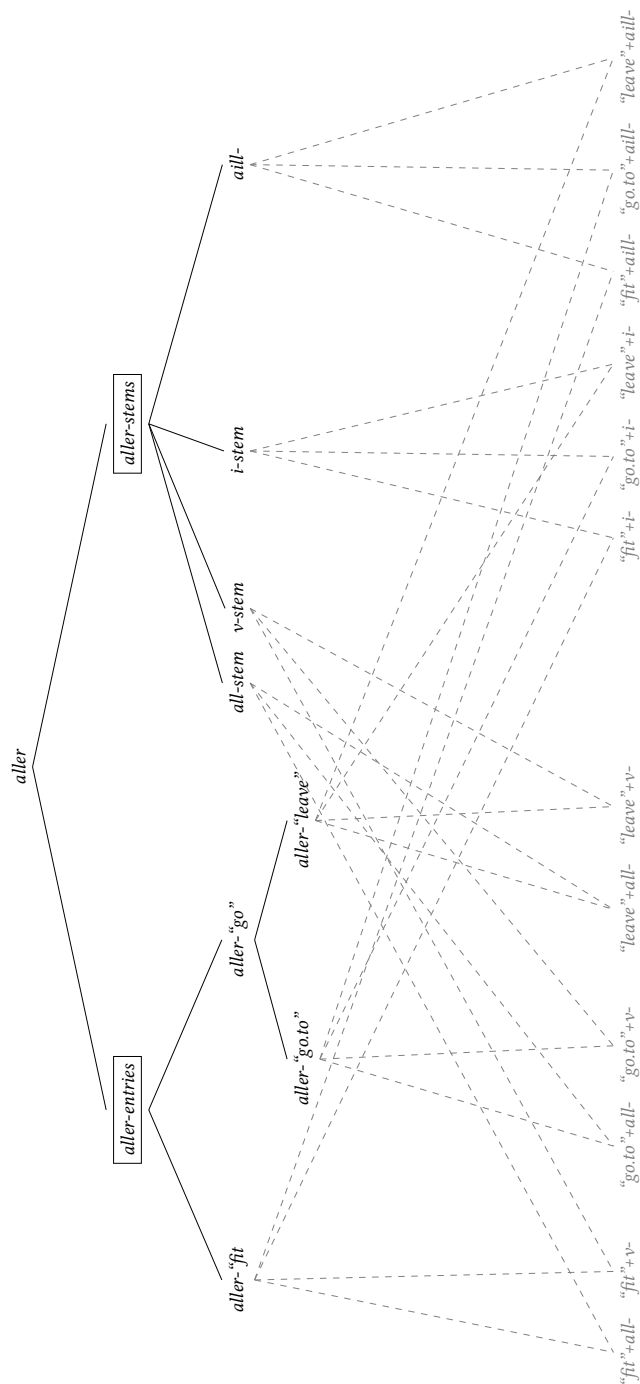 aller
aller-entries
aller-stems
aller-“fit
aller-“go”
all-stem
v-stem
i-stem
aill-
aller-“go.to”
aller-“leave”
“fit”+all-
“fit”+v-
“go.to”+all-
“go.to”+v-
“leave”+all-
“leave”+v-
“fit”+i-
“go.to”+i-
“leave”+i-
“fit”+aill-
“go.to”+aill-
“leave”+aill-